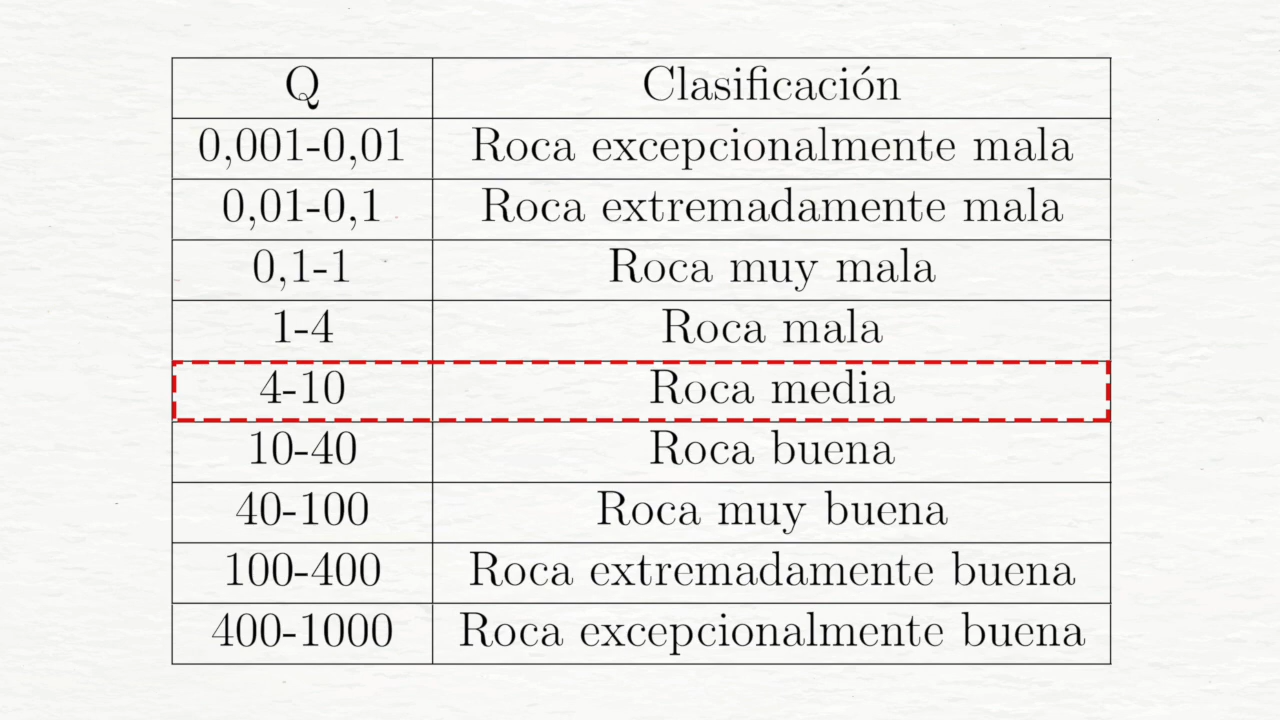 Q Clasificación
0,001-0,01 Roca excepcionalmente mala
0,01-0,1 Roca extremadamente mala
0,1-1 Roca muy mala
1-4 Roca mala
4-10 Roca media
10-40 Roca buena
40-100 Roca muy buena
100-400 Roca extremadamente buena
400-1000 Roca excepcionalmente buena